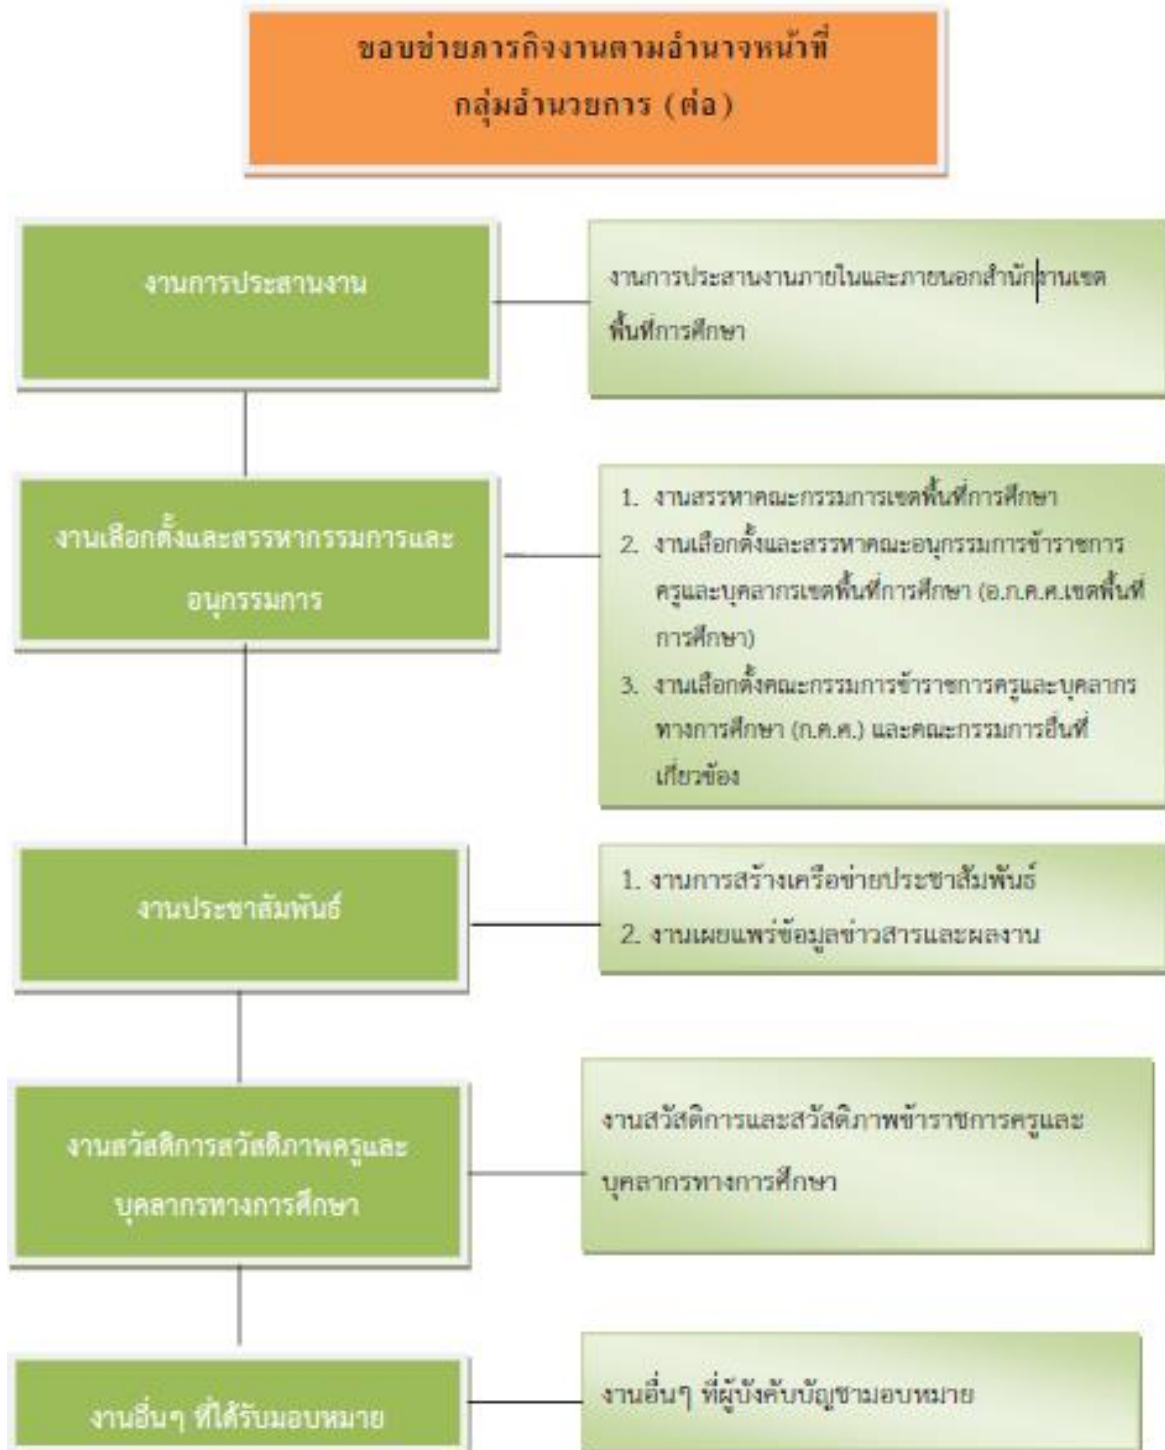 ขอบข่ายภารกิจงานตามอำนาจหน้าที่
กลุ่มอำนวยการ (ต่อ)
งานการประสานงาน
งานการประสานงานภายในและภายนอกสำนักงานเขต
พื้นที่การศึกษา
งานเลือกตั้งและสรรหากรรมการและ
อนุกรรมการ
1. งานสรรหาคณะกรรมการเขตพื้นที่การศึกษา
2. งานเลือกตั้งและสรรหาคณะอนุกรรมการข้าราชการ
ครูและบุคลากรเขตพื้นที่การศึกษา (อ.ก.ค.ศ.เขตพื้นที่
การศึกษา)
3. งานเลือกตั้งคณะกรรมการข้าราชการครูและบุคลากร
ทางการศึกษา (ก.ค.ศ.) และคณะกรรมการอื่นที่
เกี่ยวข้อง
งานประชาสัมพันธ์
1. งานการสร้างเครือข่ายประชาสัมพันธ์
2. งานเผยแพร่ข้อมูลข่าวสารและผลงาน
งานสวัสดิการสวัสดิภาพครูและ
บุคลากรทางการศึกษา
งานสวัสดิการและสวัสดิภาพข้าราชการครูและ
บุคลากรทางการศึกษา
งานอื่นๆ ที่ได้รับมอบหมาย
งานอื่นๆ ที่ผู้บังคับบัญชามอบหมาย